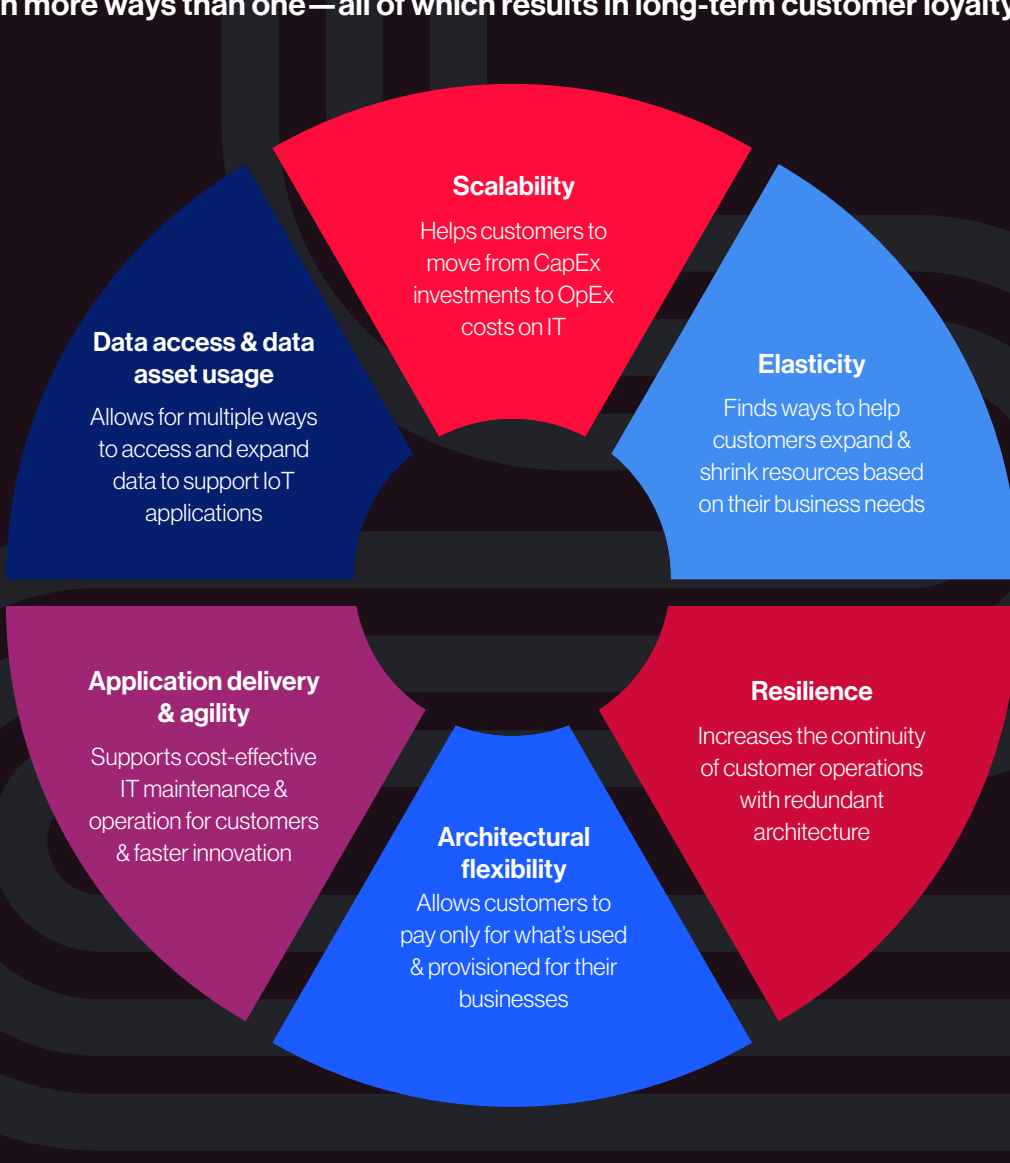 n more ways than one—all of which results in long-term customer loyalty
Scalability
Helps customers to
move from CapEx
investments to OpEx
costs on IT
Elasticity
Finds ways to help
customers expand &
shrink resources based
on their business needs
Resilience
Increases the continuity
of customer operations
with redundant
architecture
Architectural
flexibility
Allows customers to
pay only for what's used
& provisioned for their
businesses
Application delivery
& agility
Supports cost-effective
IT maintenance &
operation for customers
& faster innovation
Data access & data
asset usage
Allows for multiple ways
to access and expand
data to support IoT
applications